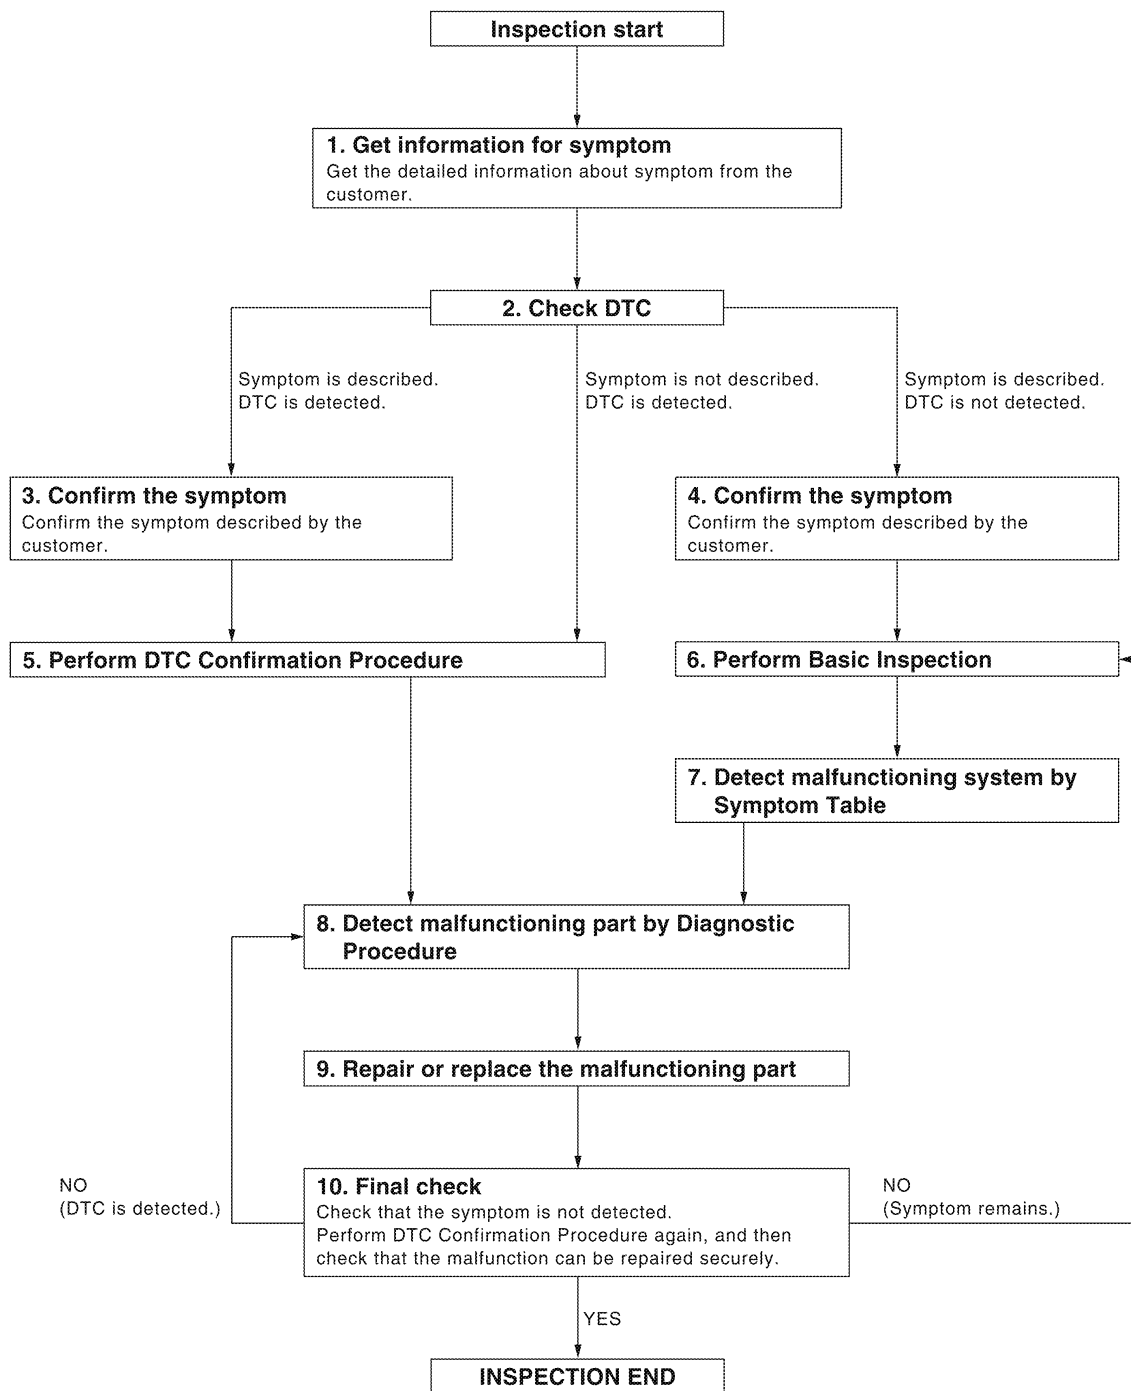 Inspection start
1. Get information for symptom
Get the detailed information about symptom from the
customer.
2. Check DTC
Symptom is described.
DTC is detected.
Symptom is not described.
DTC is detected.
Symptom is described.
DTC is not detected.
3. Confirm the symptom
Confirm the symptom described by the
customer.
4. Confirm the symptom
Confirm the symptom described by the
customer.
5. Perform DTC Confirmation Procedure
6. Perform Basic Inspection
7. Detect malfunctioning system by
Symptom Table
8. Detect malfunctioning part by Diagnostic
Procedure
9. Repair or replace the malfunctioning part
NO
(DTC is detected.)
10. Final check
Check that the symptom is not detected.
Perform DTC Confirmation Procedure again, and then
check that the malfunction can be repaired securely.
NO
(Symptom remains.)
YES
INSPECTION END